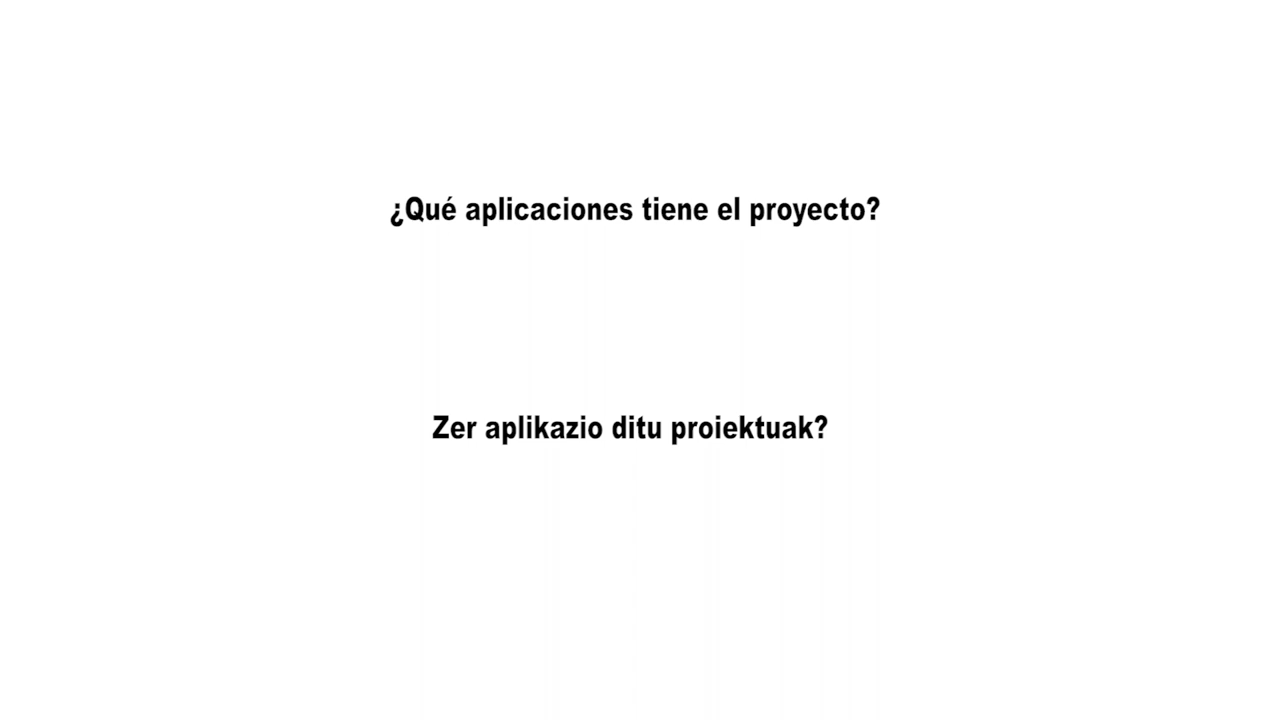 ¿Qué aplicaciones tiene el proyecto?
Zer aplikazio ditu proiektuak?